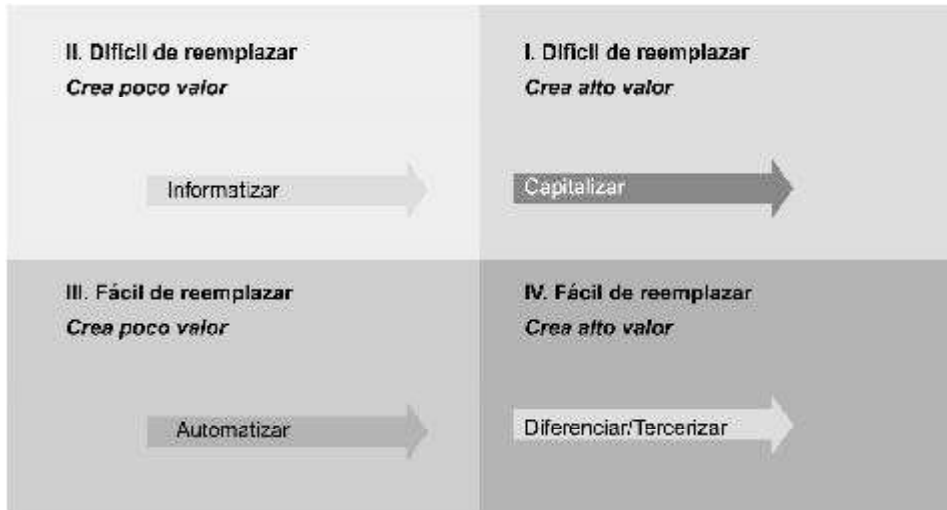 II. Difícil de reemplazar
Crea poco valor
Informatizar
I. Difícil de reemplazar
Crea alto valor
Capitalizar
III. Fácil de reemplazar
Crea poco valor
Automatizar
IV. Fácil de reemplazar
Crea alto valor
Diferenciar/Tercerizar